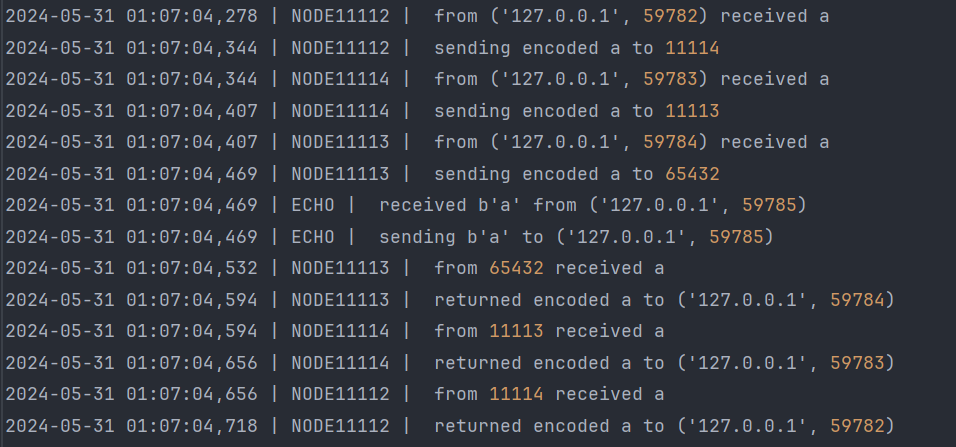 2024-05-31 01:07:04,278 | NODE11112 |  from ('127.0.0.1', 59782) received a
2024-05-31 01:07:04,344 | NODE11112 |  sending encoded a to 11114
2024-05-31 01:07:04,344 | NODE11114 |  from ('127.0.0.1', 59783) received a
2024-05-31 01:07:04,407 | NODE11114 |  sending encoded a to 11113
2024-05-31 01:07:04,407 | NODE11113 |  from ('127.0.0.1', 59784) received a
2024-05-31 01:07:04,469 | NODE11113 |  sending encoded a to 65432
2024-05-31 01:07:04,469 | ECHO |  received b'a' from ('127.0.0.1', 59785)
2024-05-31 01:07:04,469 | ECHO |  sending b'a' to ('127.0.0.1', 59785)
2024-05-31 01:07:04,532 | NODE11113 |  from 65432 received a
2024-05-31 01:07:04,594 | NODE11113 |  returned encoded a to ('127.0.0.1', 59784)
2024-05-31 01:07:04,594 | NODE11114 |  from 11113 received a
2024-05-31 01:07:04,656 | NODE11114 |  returned encoded a to ('127.0.0.1', 59783)
2024-05-31 01:07:04,656 | NODE11112 |  from 11114 received a
2024-05-31 01:07:04,718 | NODE11112 |  returned encoded a to ('127.0.0.1', 59782)